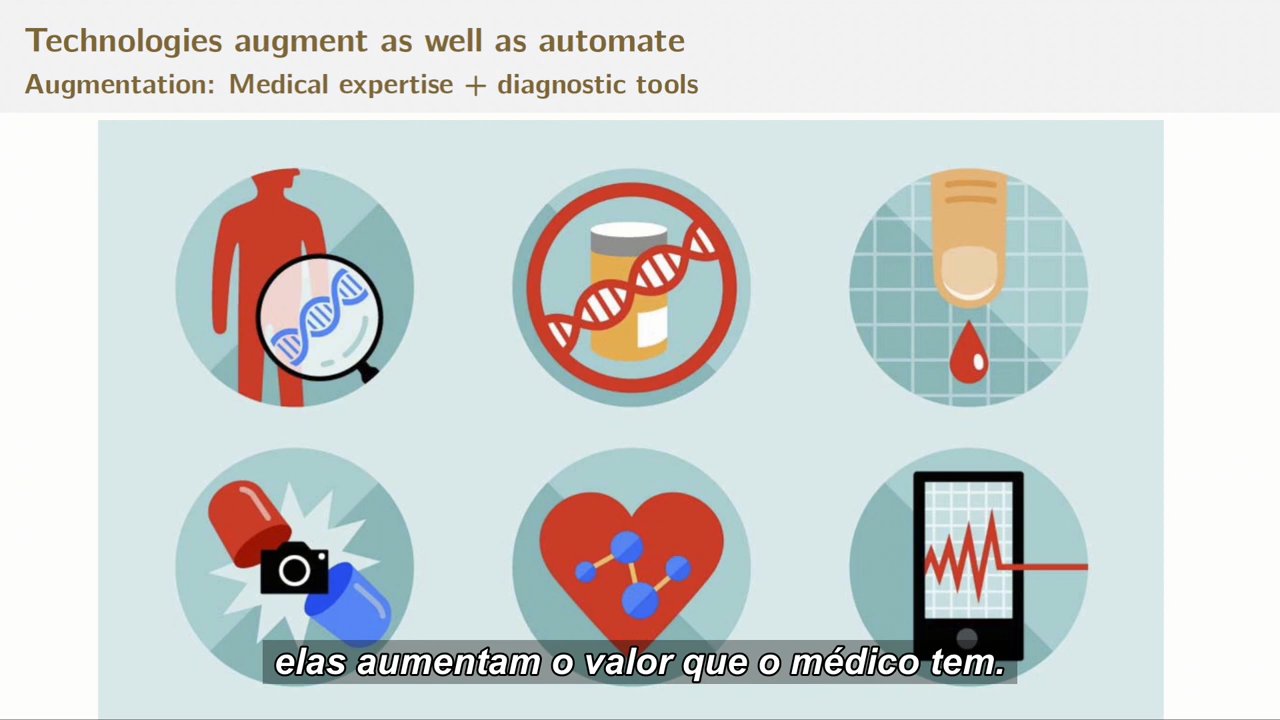 Technologies augment as well as automate
Augmentation: Medical expertise + diagnostic tools
elas aumentam o valor que o médico tem.